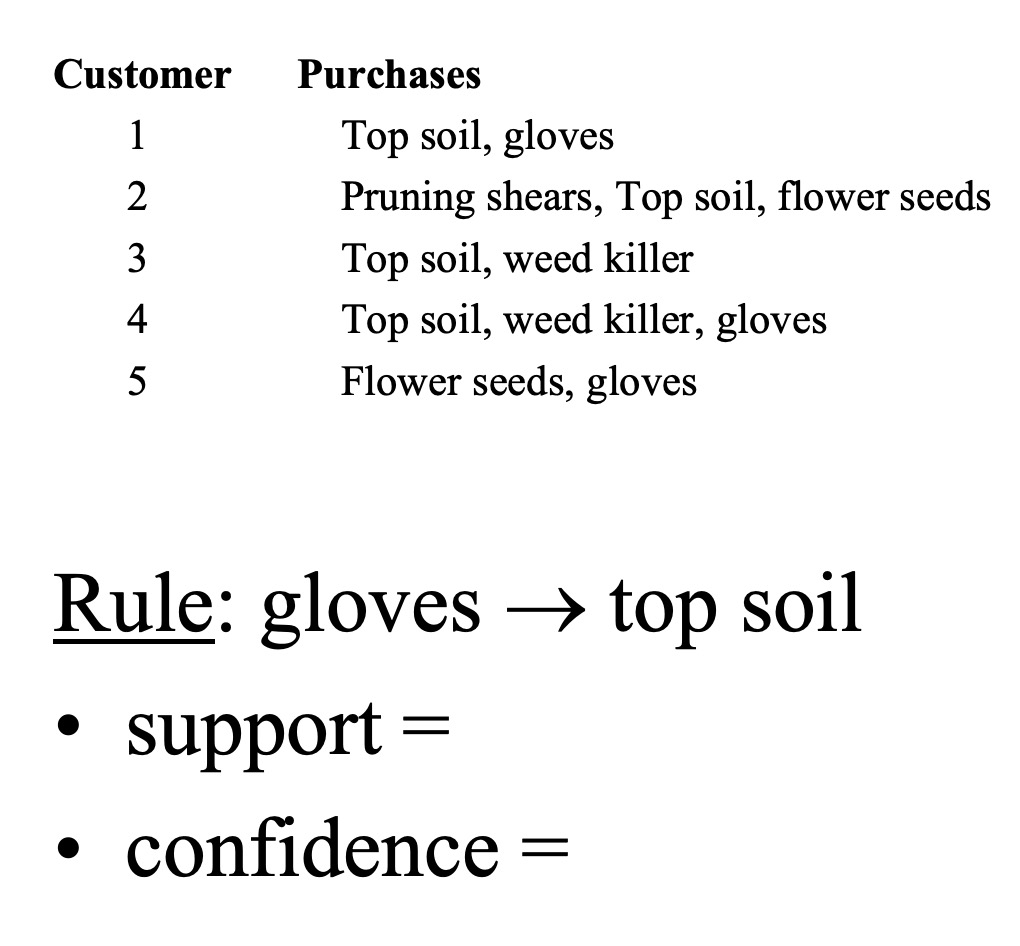 Customer Purchases
1 Top soil, gloves
2 Pruning shears, Top soil, flower seeds
3 Top soil, weed killer
4 Top soil, weed killer, gloves
5 Flower seeds, gloves
Rule: gloves → top soil
• support =
• confidence =